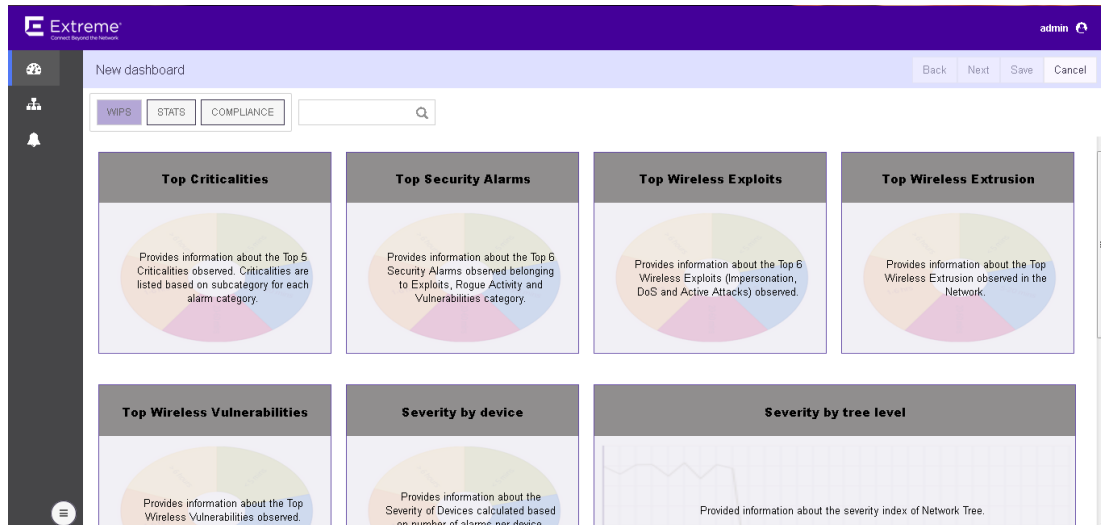 Extreme
Connect Beyond the Network
admin
New dashboard
Back Next Save Cancel
WIPS STATS COMPLIANCE
Top Criticalities
Provides information about the Top 5
Criticalities observed. Criticalities are
listed based on subcategory for each
alarm category.
Top Security Alarms
Provides information about the Top 6
Security Alarms observed belonging
to Exploits, Rogue Activity and
Vulnerabilities category.
Top Wireless Exploits
Provides information about the Top 6
Wireless Exploits (Impersonation,
DoS and Active Attacks) observed.
Top Wireless Extrusion
Provides information about the Top
Wireless Extrusion observed in the
Network.
Top Wireless Vulnerabilities
Provides information about the Top
Wireless Vulnerabilities observed.
Severity by device
Provides information about the
Severity of Devices calculated based
on number of alarms per device
Severity by tree level
Provided information about the severity index of Network Tree.